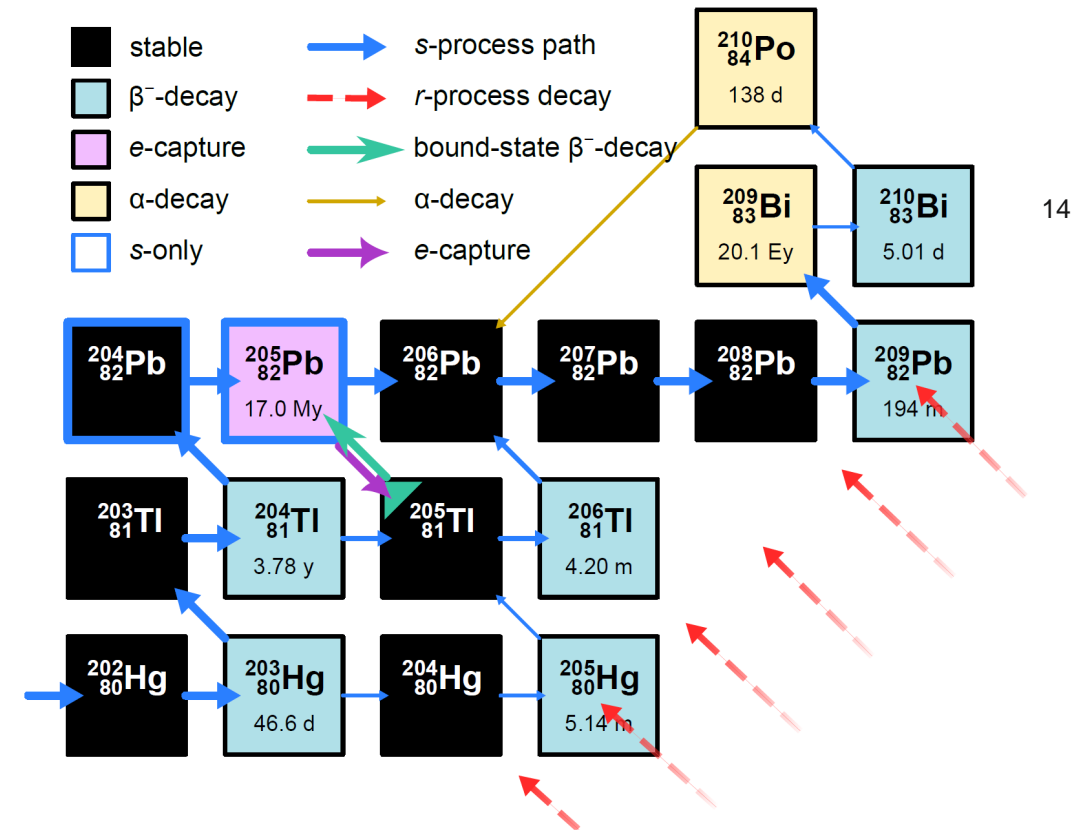 stable
s-process path
β⁻-decay
r-process decay
e-capture
bound-state β⁻-decay
α-decay
α-decay
s-only
e-capture
²¹⁰₈₄Po
138 d
²⁰⁹₈₃Bi
20.1 Ey
²¹⁰₈₃Bi
5.01 d
14
²⁰⁴₈₂Pb
²⁰⁵₈₂Pb
17.0 My
²⁰⁶₈₂Pb
²⁰⁷₈₂Pb
²⁰⁸₈₂Pb
²⁰⁹₈₂Pb
194 m
²⁰³₈₁Tl
²⁰⁴₈₁Tl
3.78 y
²⁰⁵₈₁Tl
²⁰⁶₈₁Tl
4.20 m
²⁰²₈₀Hg
²⁰³₈₀Hg
46.6 d
²⁰⁴₈₀Hg
²⁰⁵₈₀Hg
5.14 m